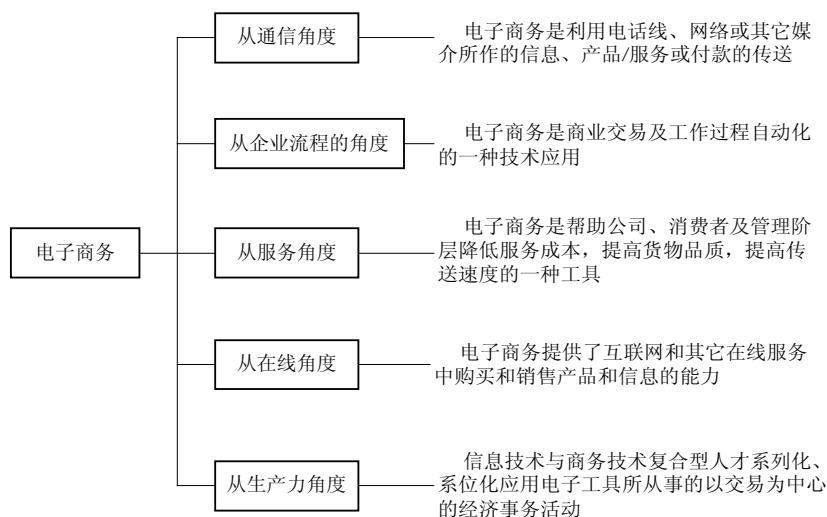 从通信角度
电子商务是利用电话线、网络或其它媒
介所作的信息、产品/服务或付款的传送
从企业流程的角度
电子商务是商业交易及工作过程自动化
的一种技术应用
电子商务
从服务角度
电子商务是帮助公司、消费者及管理阶
层降低服务成本，提高货物品质，提高传
送速度的一种工具
从在线角度
电子商务提供了互联网和其它在线服务
中购买和销售产品和信息的能力
从生产力角度
信息技术与商务技术复合型人才系列化、
系位化应用电子工具所从事的以交易为中心
的经济事务活动